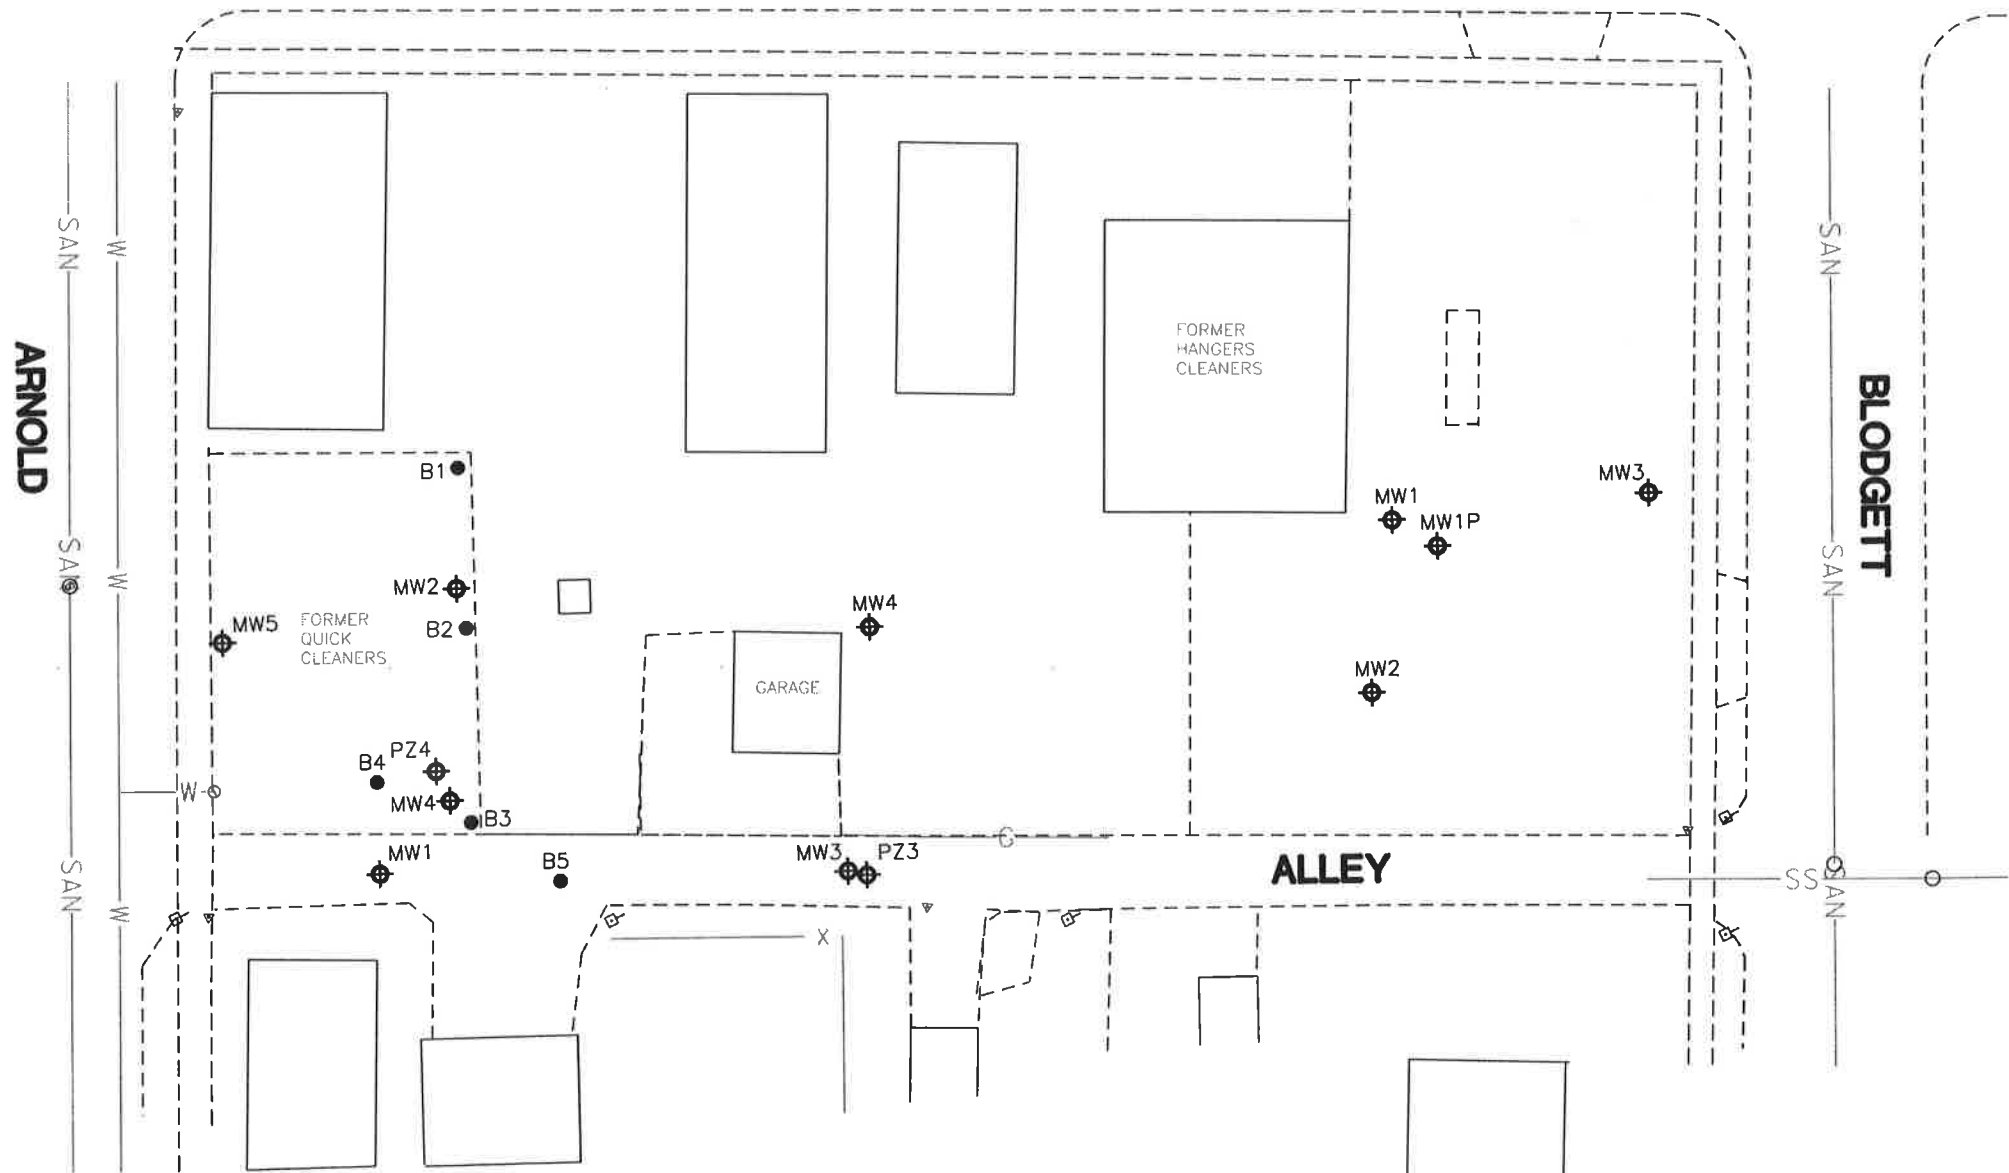 SAN
W
SAN
FORMER
HANGERS
CLEANERS
ARNOLD
BLODGETT
B1
MW3
MW1
MW1P
SAN
W
SAN
MW2
MW4
MW5
FORMER
QUICK
CLEANERS
B2
MW2
GARAGE
PZ4
B4
W
MW4
B3
G
MW1
B5
MW3
PZ3
ALLEY
SS
SAN
SAN
W
X